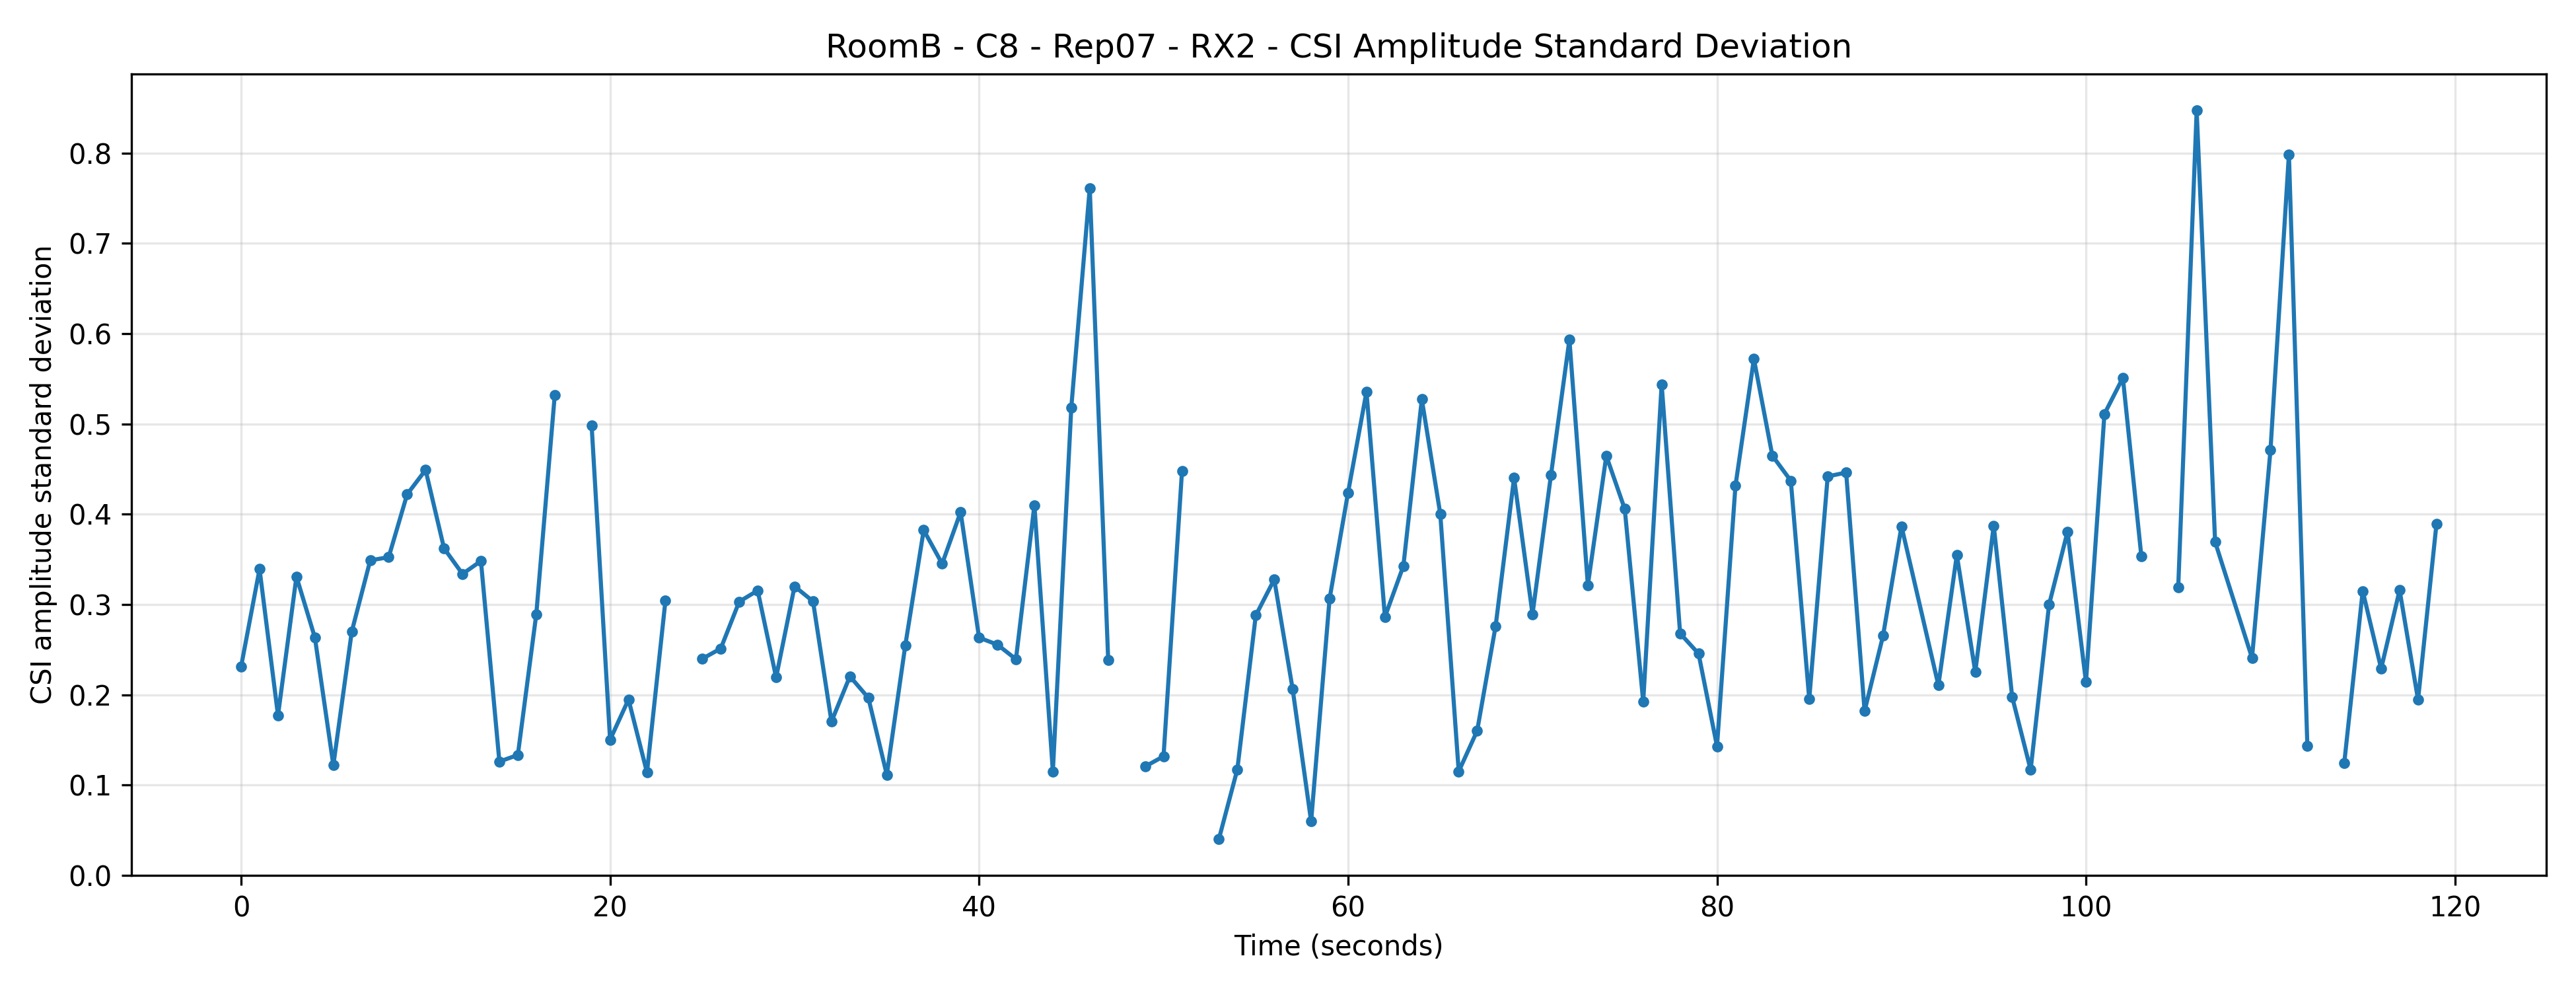 RoomB - C8 - Rep07 - RX2 - CSI Amplitude Standard Deviation
CSI amplitude standard deviation
0.8
0.7
0.6
0.5
0.4
0.3
0.2
0.1
0.0
0 20 40 60 80 100 120
Time (seconds)